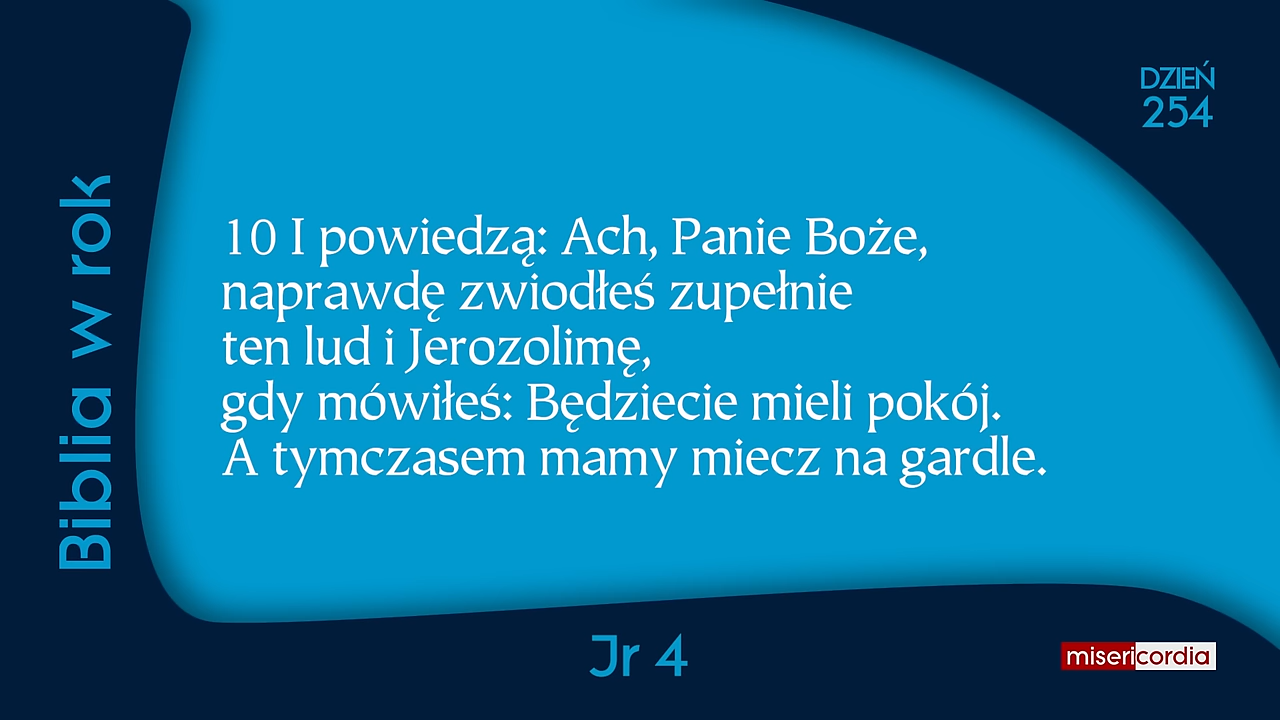 DZIEŃ
254
Biblia w rok
10 I powiedzą: Ach, Panie Boże,
naprawdę zwiodłeś zupełnie
ten lud i Jerozolimę,
gdy mówiłeś: Będziecie mieli pokój.
A tymczasem mamy miecz na gardle.
Jr 4
misericordia